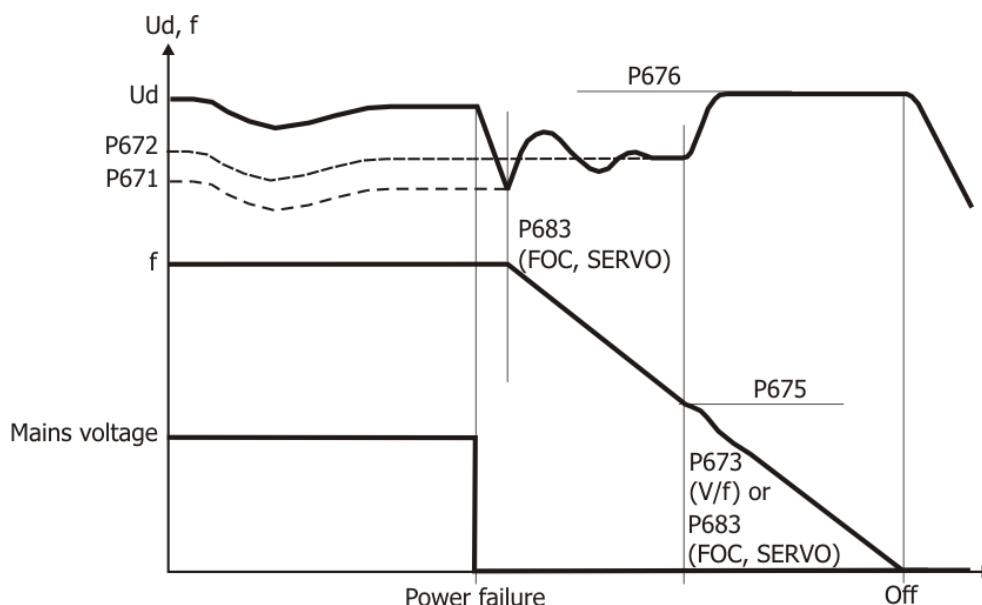 Ud, f
P676
Ud
P672
P671
P683
(FOC, SERVO)
f
P675
Mains voltage
P673
(V/f) or
P683
(FOC, SERVO)
Power failure
Off